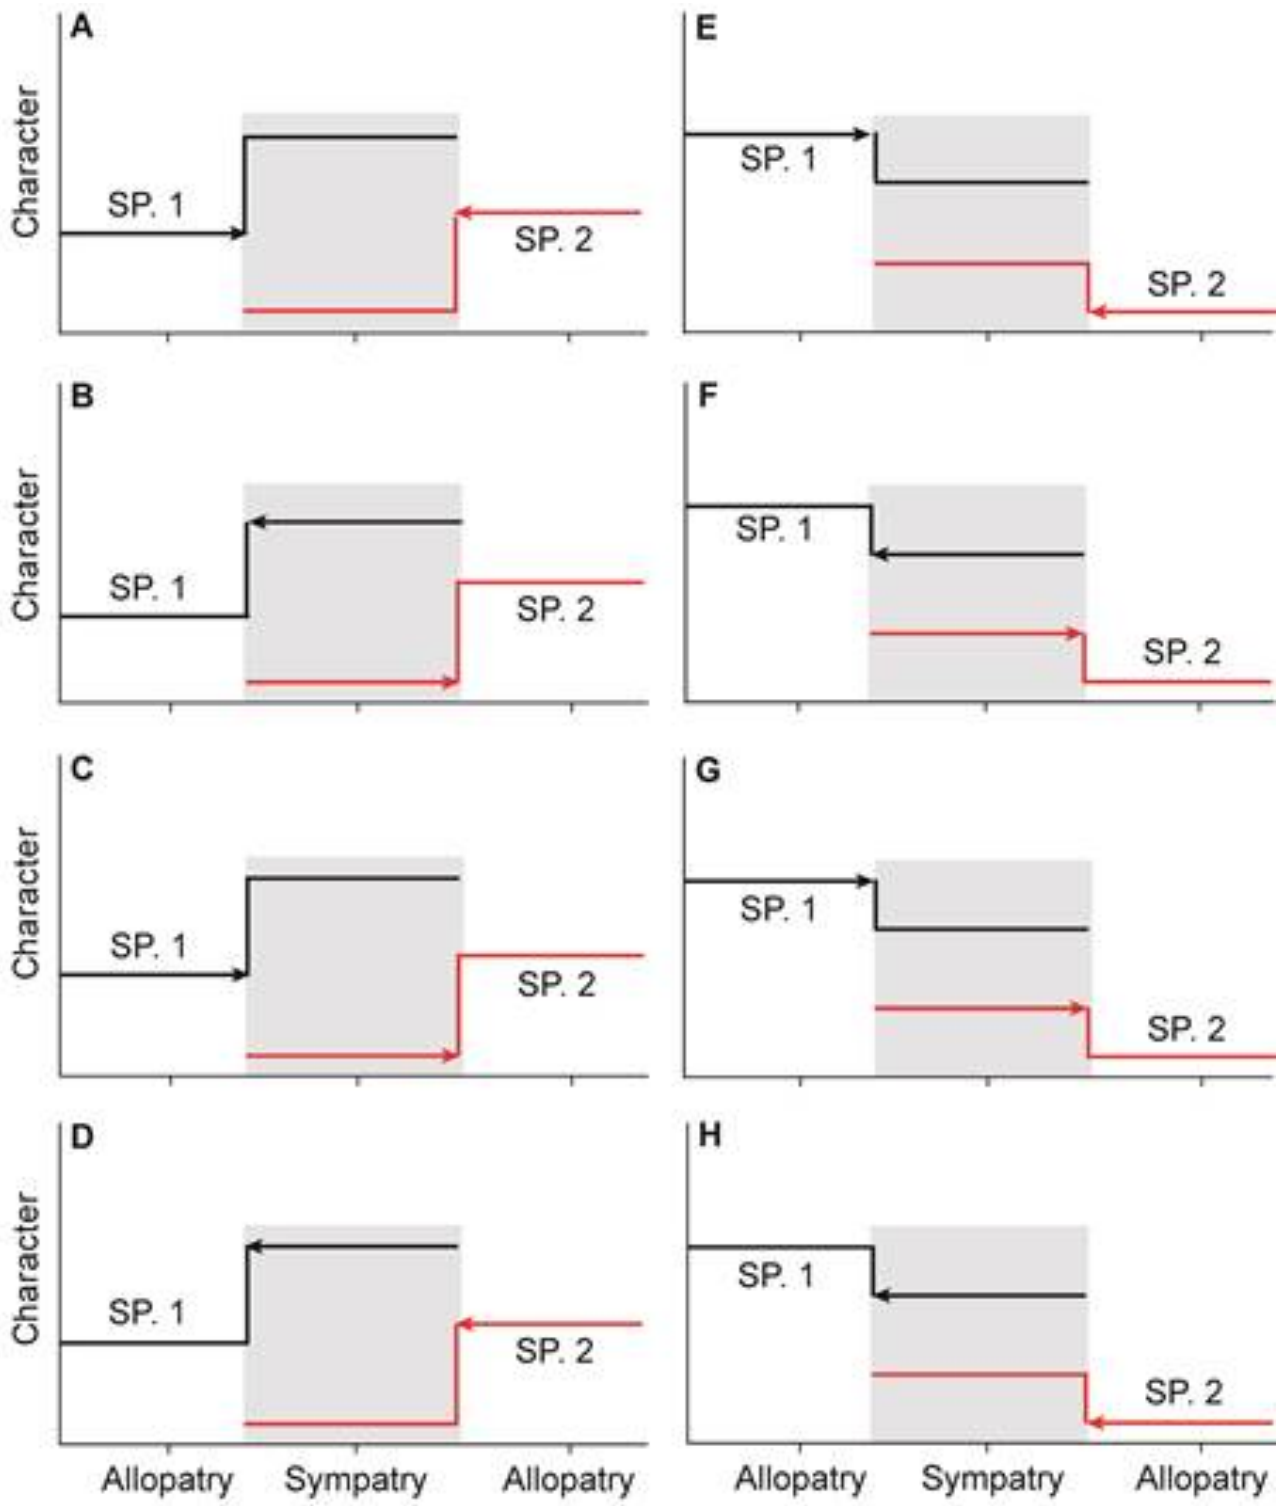 A
Character
SP. 1
SP. 2
E
SP. 1
SP. 2
B
Character
SP. 1
SP. 2
F
SP. 1
SP. 2
C
Character
SP. 1
SP. 2
G
SP. 1
SP. 2
D
Character
SP. 1
SP. 2
Allopatry Sympatry Allopatry
H
SP. 1
SP. 2
Allopatry Sympatry Allopatry